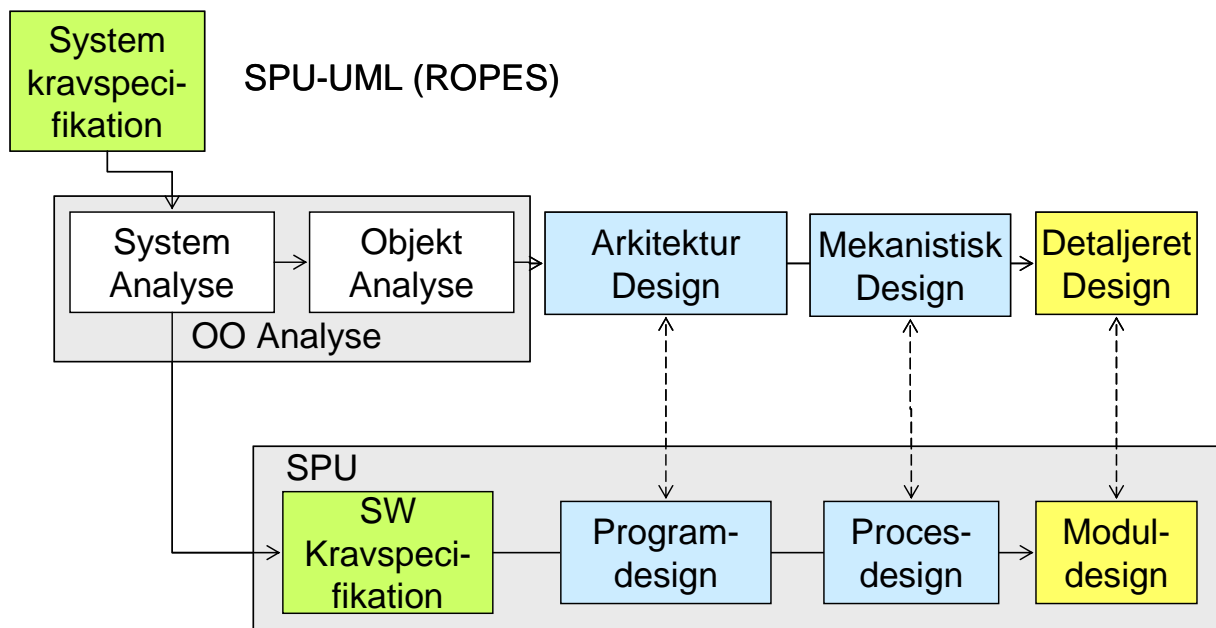 System
kravspeci-
fikation
SPU-UML (ROPES)
System
Analyse
Objekt
Analyse
OO Analyse
Arkitektur
Design
Mekanistisk
Design
Detaljeret
Design
SPU
SW
Kravspeci-
fikation
Program-
design
Proces-
design
Modul-
design